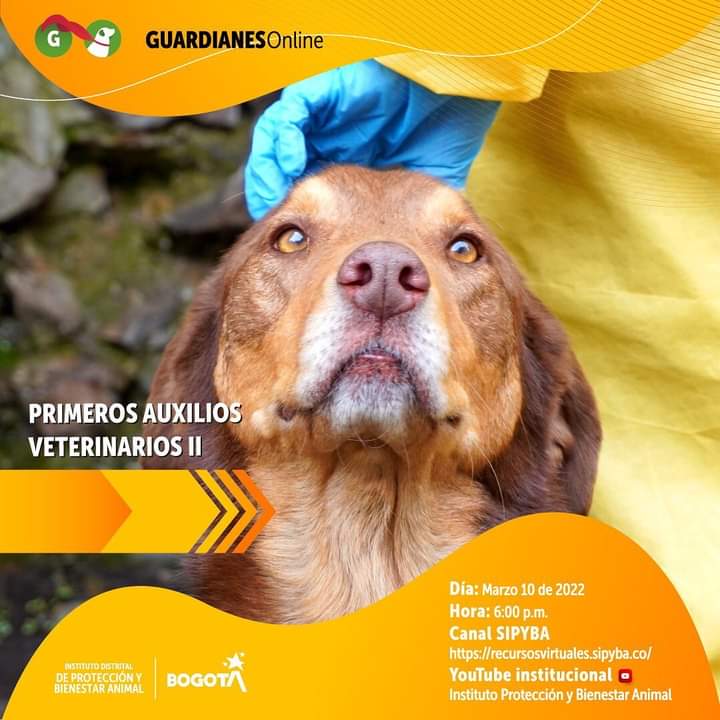 G
GUARDIANESOnline
PRIMEROS AUXILIOS
VETERINARIOS II
Día: Marzo 10 de 2022
Hora: 6:00 p.m.
Canal SIPYBA
https://recursosvirtuales.sipyba.co/
YouTube institucional
Instituto Protección y Bienestar Animal
INSTITUTO DISTRITAL
DE PROTECCIÓN Y
BIENESTAR ANIMAL
BOGOTÁ